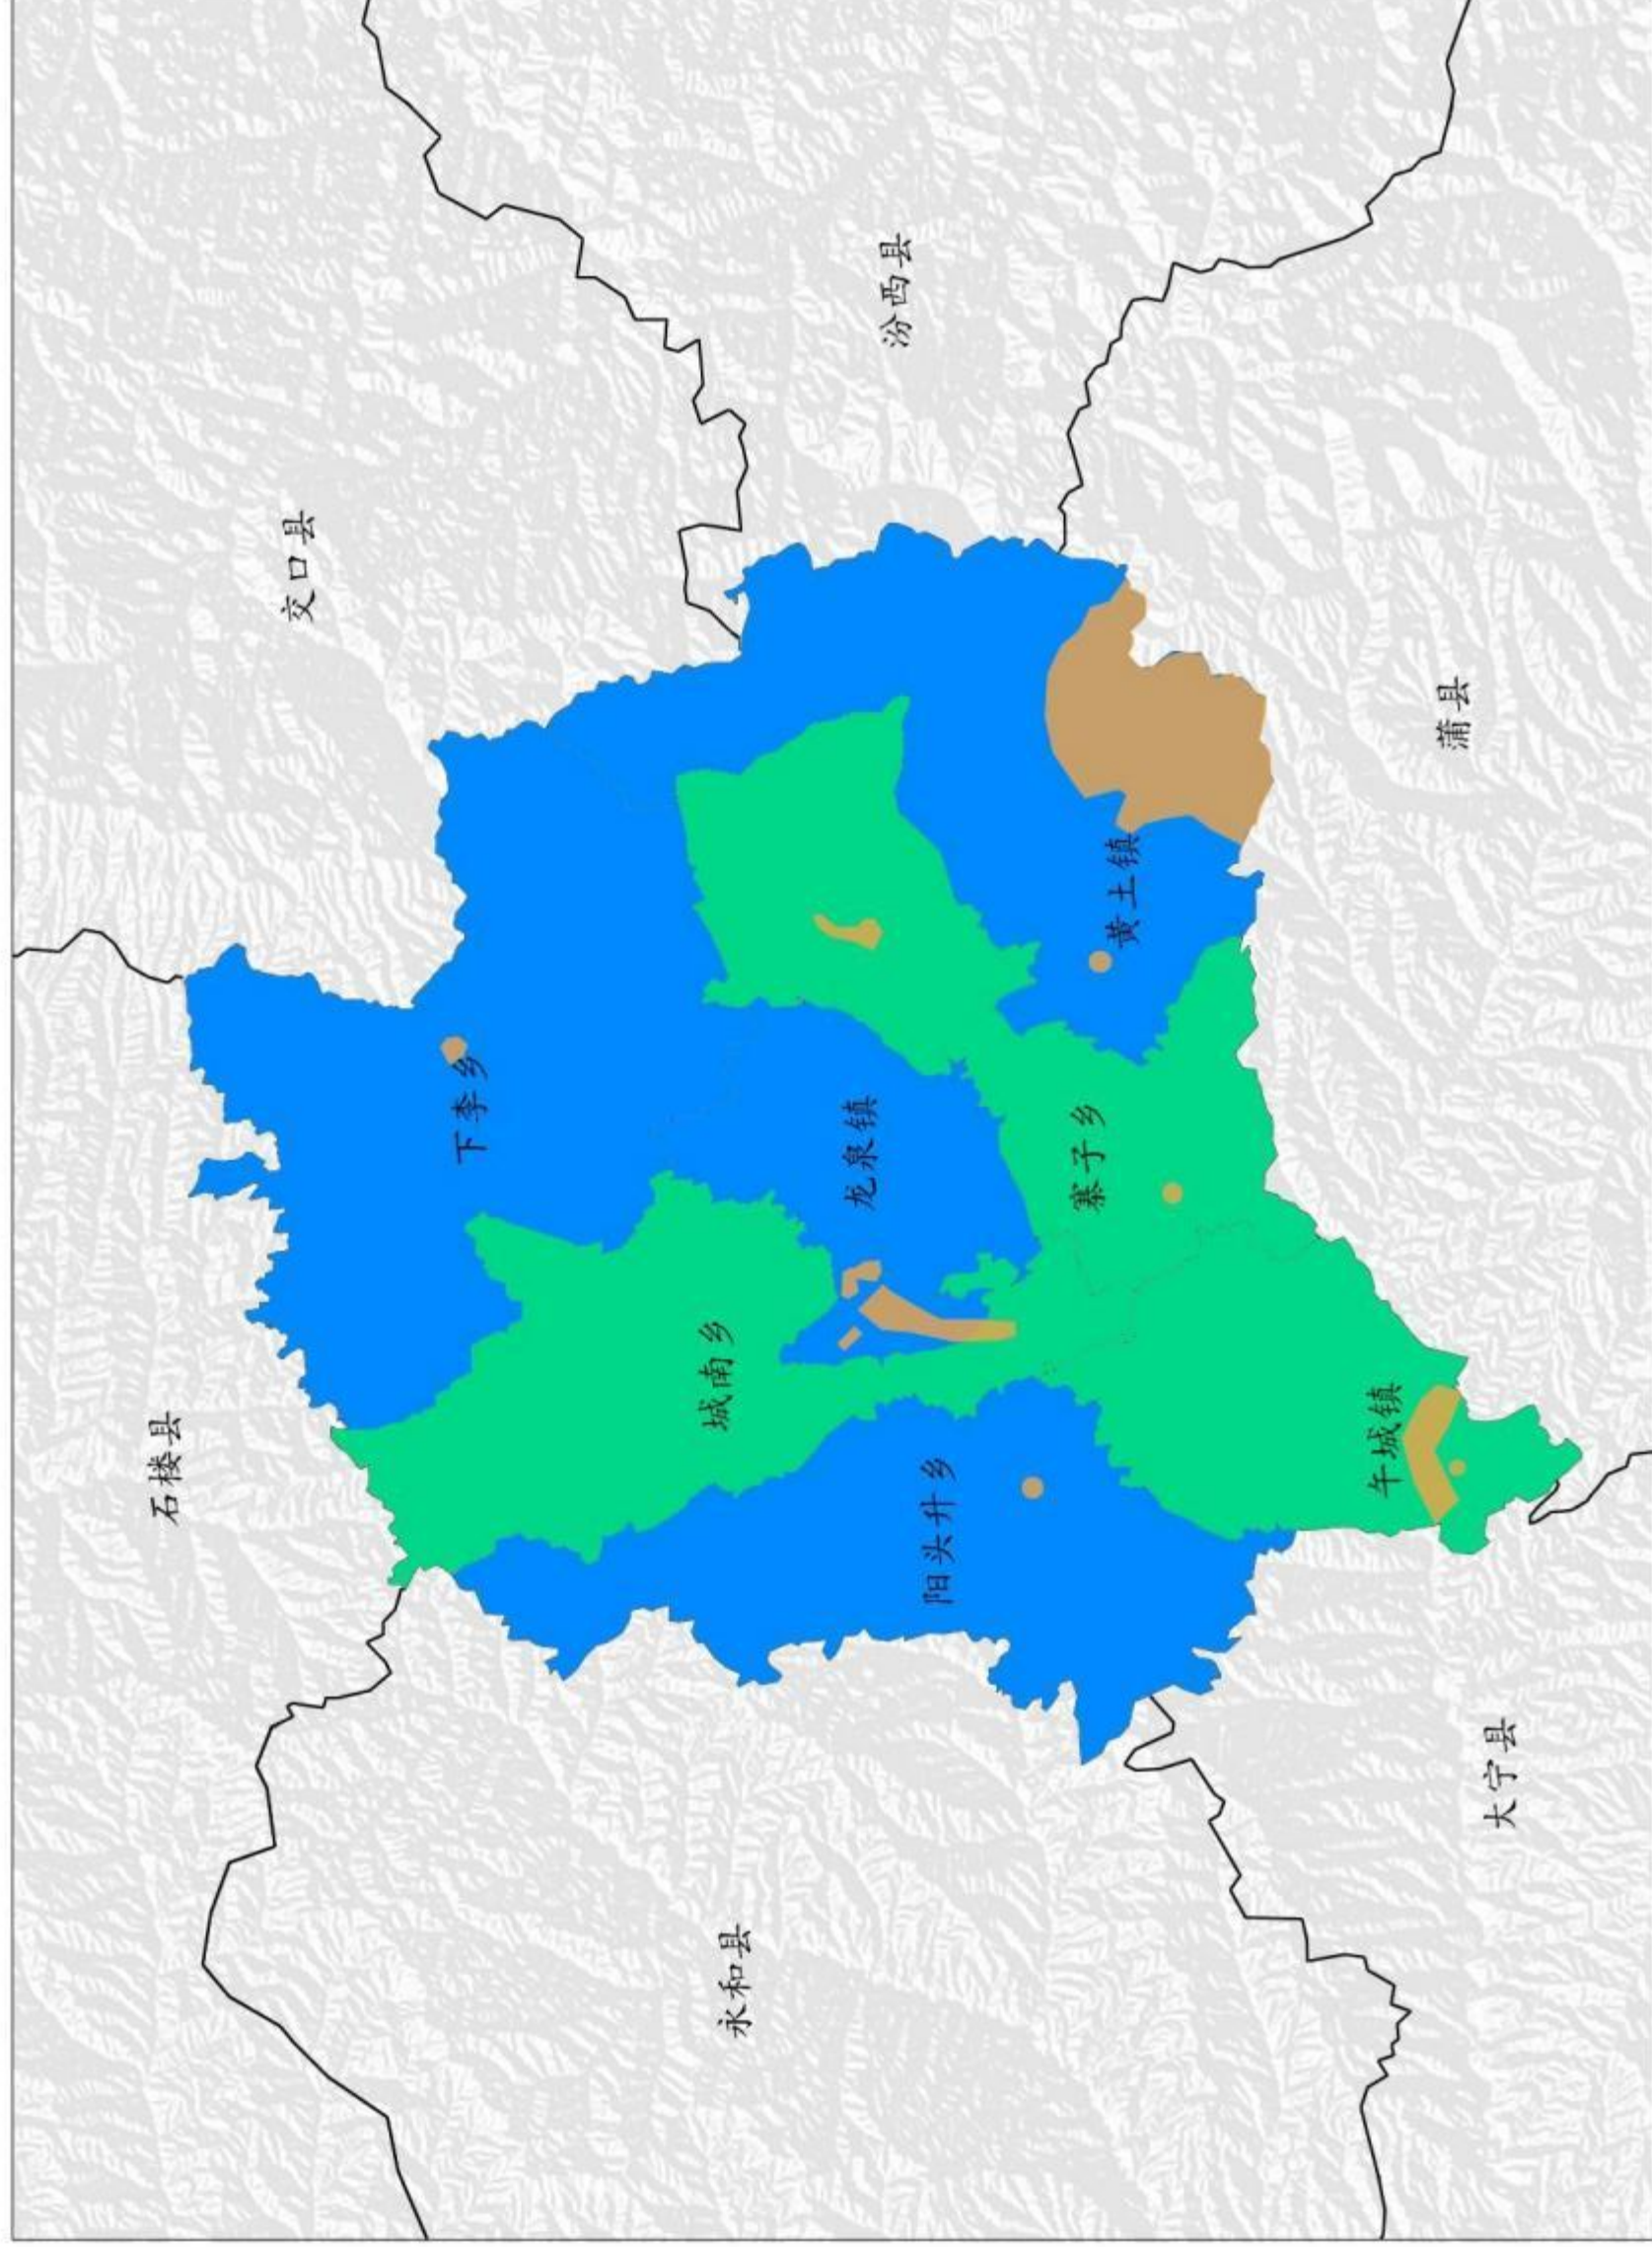 石楼县
交口县
下李乡
城南乡
永和县
龙泉镇
汾西县
阳头升乡
寨子乡
黄土镇
午城镇
蒲县
大宁县